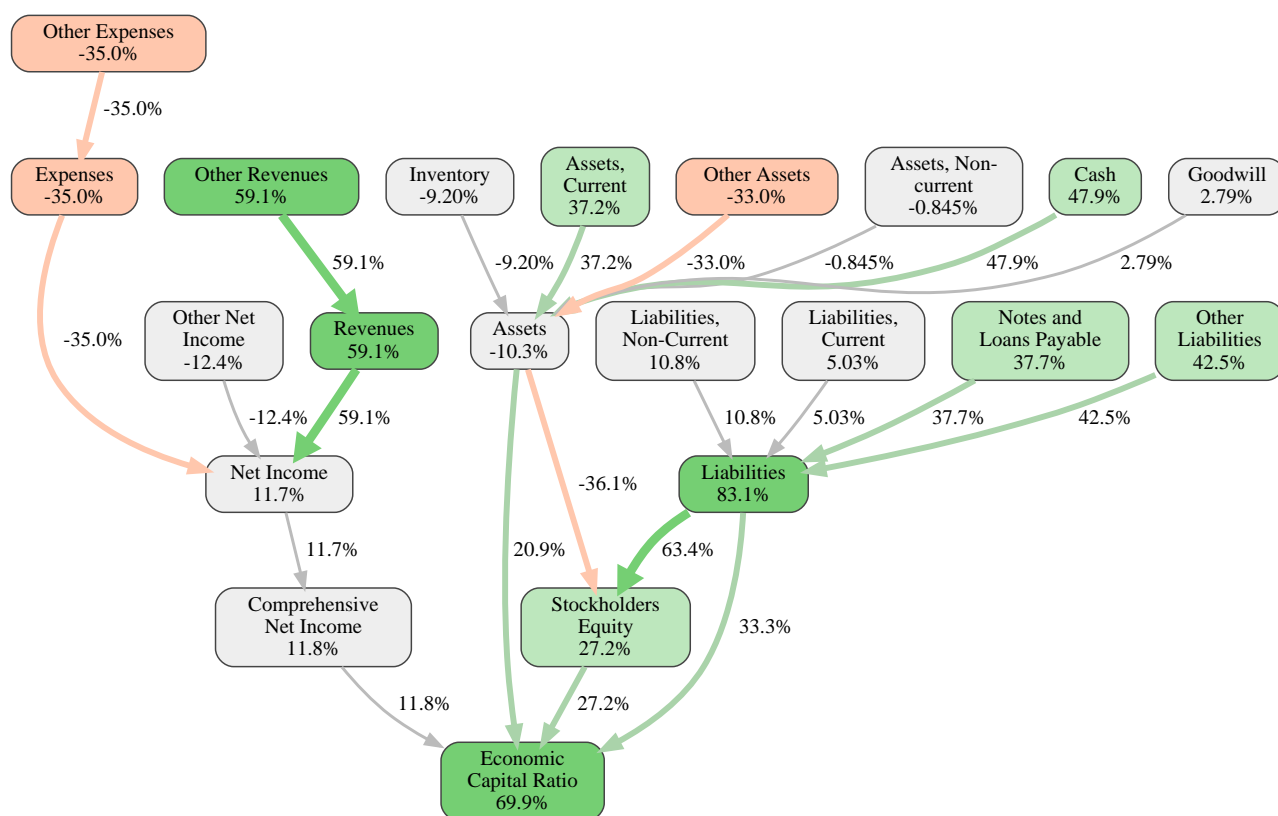 Other Expenses
-35.0%
-35.0%
Expenses
-35.0%
Other Revenues
59.1%
Inventory
-9.20%
Assets,
Current
37.2%
Other Assets
-33.0%
Assets, Non-
current
-0.845%
Cash
47.9%
Goodwill
2.79%
59.1%
-9.20%
37.2%
-33.0%
-0.845%
47.9%
2.79%
-35.0%
Other Net
Income
-12.4%
Revenues
59.1%
Assets
-10.3%
Liabilities,
Non-Current
10.8%
Liabilities,
Current
5.03%
Notes and
Loans Payable
37.7%
Other
Liabilities
42.5%
-12.4%
59.1%
10.8%
5.03%
37.7%
42.5%
Net Income
11.7%
-36.1%
Liabilities
83.1%
11.7%
20.9%
63.4%
Comprehensive
Net Income
11.8%
Stockholders
Equity
27.2%
33.3%
11.8%
27.2%
Economic
Capital Ratio
69.9%